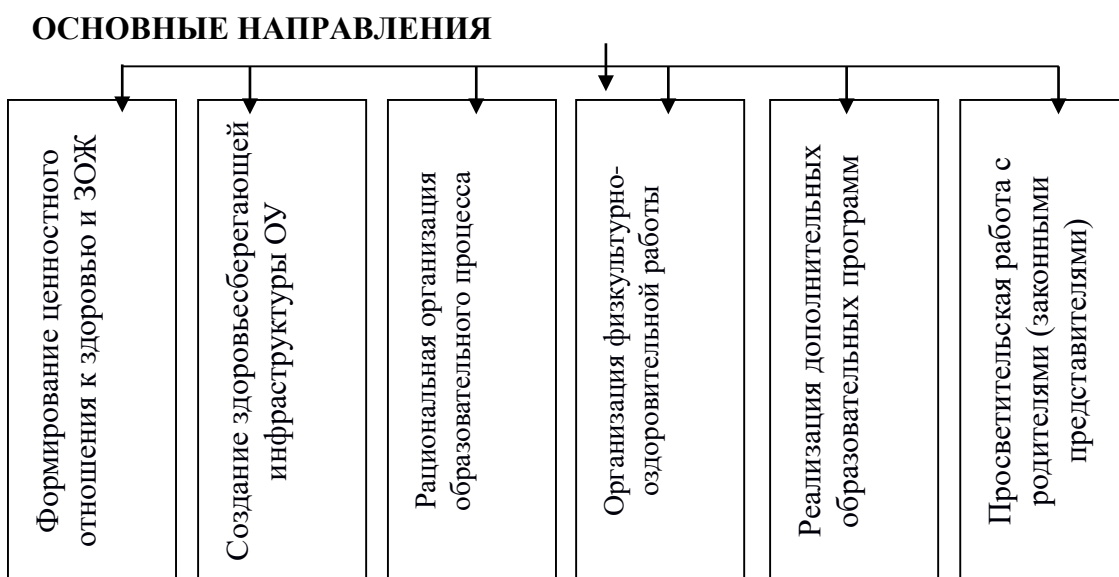 ОСНОВНЫЕ НАПРАВЛЕНИЯ
Формирование ценностного
отношения к здоровью и ЗОЖ
Создание здоровьесберегающей
инфраструктуры ОУ
Рациональная организация
образовательного процесса
Организация физкультурно-
оздоровительной работы
Реализация дополнительных
образовательных программ
Просветительская работа с
родителями (законными
представителями)